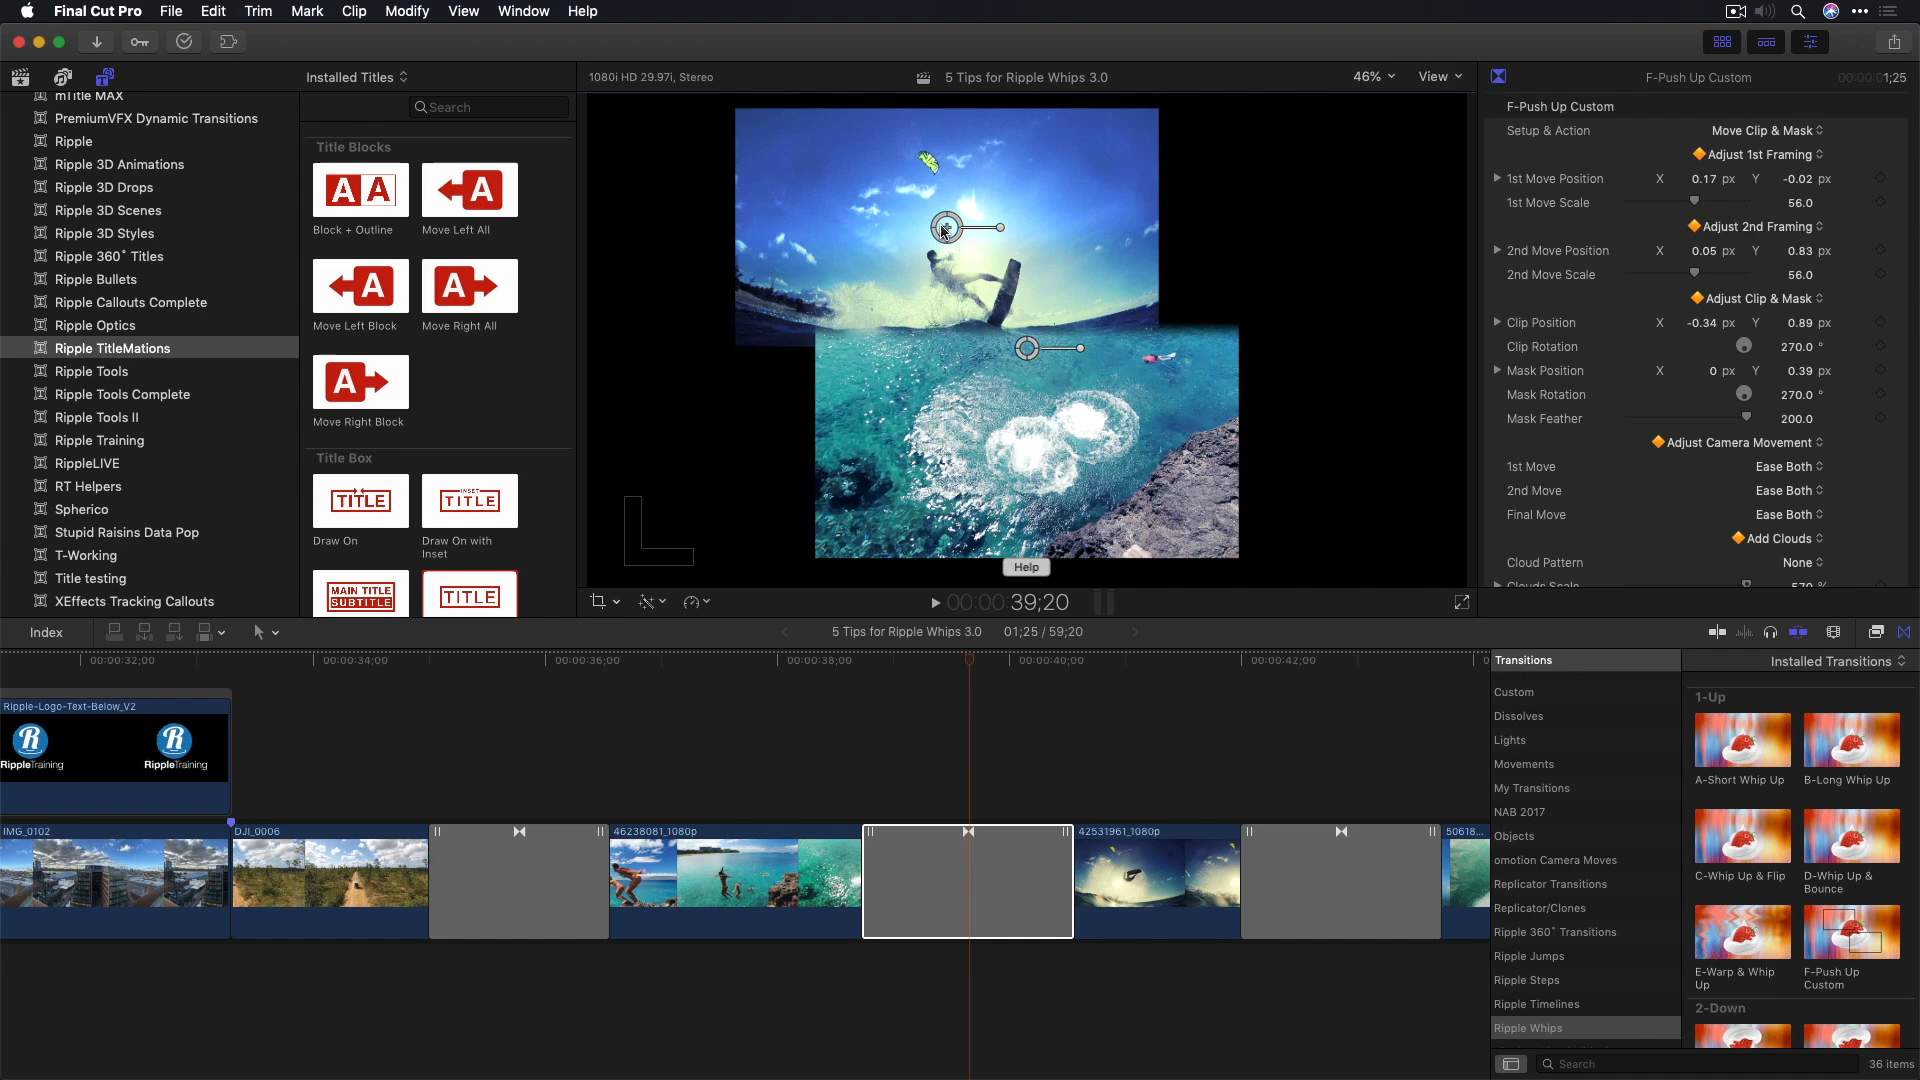 Final Cut Pro File Edit Trim Mark Clip Modify View Window Help
Installed Titles
1080i HD 29.97i, Stereo
5 Tips for Ripple Whips 3.0
46%
View
F-Push Up Custom
00:00:01;25
mTitle MAX
PremiumVFX Dynamic Transitions
Ripple
Ripple 3D Animations
Ripple 3D Drops
Ripple 3D Scenes
Ripple 3D Styles
Ripple 360° Titles
Ripple Bullets
Ripple Callouts Complete
Ripple Optics
Ripple TitleMations
Ripple Tools
Ripple Tools Complete
Ripple Tools II
Ripple Training
RippleLIVE
RT Helpers
Spherico
Stupid Raisins Data Pop
T-Working
Title testing
XEffects Tracking Callouts
Search
Title Blocks
A A
A
Block + Outline
Move Left All
A
A
Move Left Block
Move Right All
A
Move Right Block
Title Box
TITLE
INSET
TITLE
Draw On
Draw On with
Inset
MAIN TITLE
SUBTITLE
TITLE
Help
00:00:39;20
F-Push Up Custom
Setup & Action Move Clip & Mask
Adjust 1st Framing
1st Move Position X 0.17 px Y -0.02 px
1st Move Scale 56.0
Adjust 2nd Framing
2nd Move Position X 0.05 px Y 0.83 px
2nd Move Scale 56.0
Adjust Clip & Mask
Clip Position X -0.34 px Y 0.89 px
Clip Rotation 270.0 °
Mask Position X 0 px Y 0.39 px
Mask Rotation 270.0 °
Mask Feather 200.0
Adjust Camera Movement
1st Move Ease Both
2nd Move Ease Both
Final Move Ease Both
Add Clouds
Cloud Pattern None
Clouds Scale 570 %
Index
5 Tips for Ripple Whips 3.0 01;25 / 59;20
00:00:32;00
00:00:34;00
00:00:36;00
00:00:38;00
00:00:40;00
00:00:42;00
Ripple-Logo-Text-Below_V2
R
RippleTraining
R
RippleTraining
IMG_0102
DJI_0006
46238081_1080p
42531961_1080p
50618...
Transitions
Installed Transitions
Custom
Dissolves
Lights
Movements
My Transitions
NAB 2017
Objects
omotion Camera Moves
Replicator Transitions
Replicator/Clones
Ripple 360° Transitions
Ripple Jumps
Ripple Steps
Ripple Timelines
Ripple Whips
1-Up
A-Short Whip Up
B-Long Whip Up
C-Whip Up & Flip
D-Whip Up &
Bounce
E-Warp & Whip
Up
F-Push Up
Custom
2-Down
Search
36 items